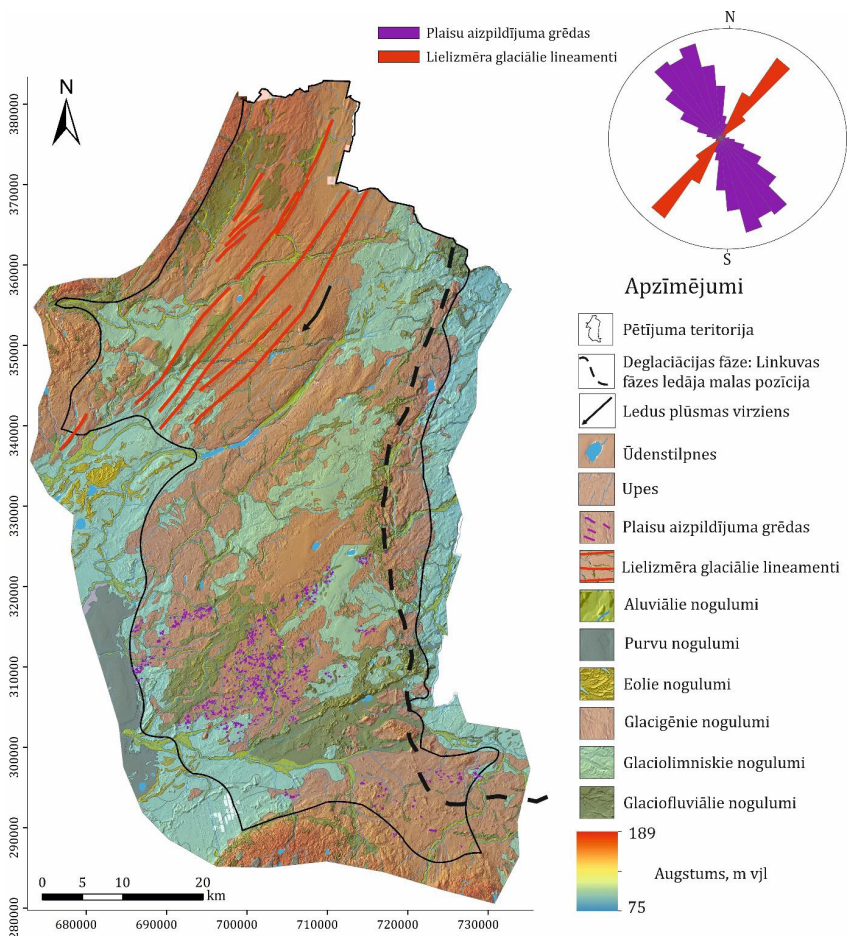 Plaisu aizpildījuma grēdas
Lielizmēra glaciālie lineamenti
N
S
N
380000
370000
360000
350000
340000
330000
320000
310000
300000
290000
280000
680000
690000
700000
710000
720000
730000
0
5
10
20
km
Apzīmējumi
Pētījuma teritorija
Deglaciācijas fāze: Linkuvas
fāzes ledāja malas pozīcija
Ledus plūsmas virziens
Ūdenstilpnes
Upes
Plaisu aizpildījuma grēdas
Lielizmēra glaciālie lineamenti
Aluviālie nogulumi
Purvu nogulumi
Eolie nogulumi
Glacigēnie nogulumi
Glaciolimniskie nogulumi
Glaciofluviālie nogulumi
189
Augstums, m vjl
75